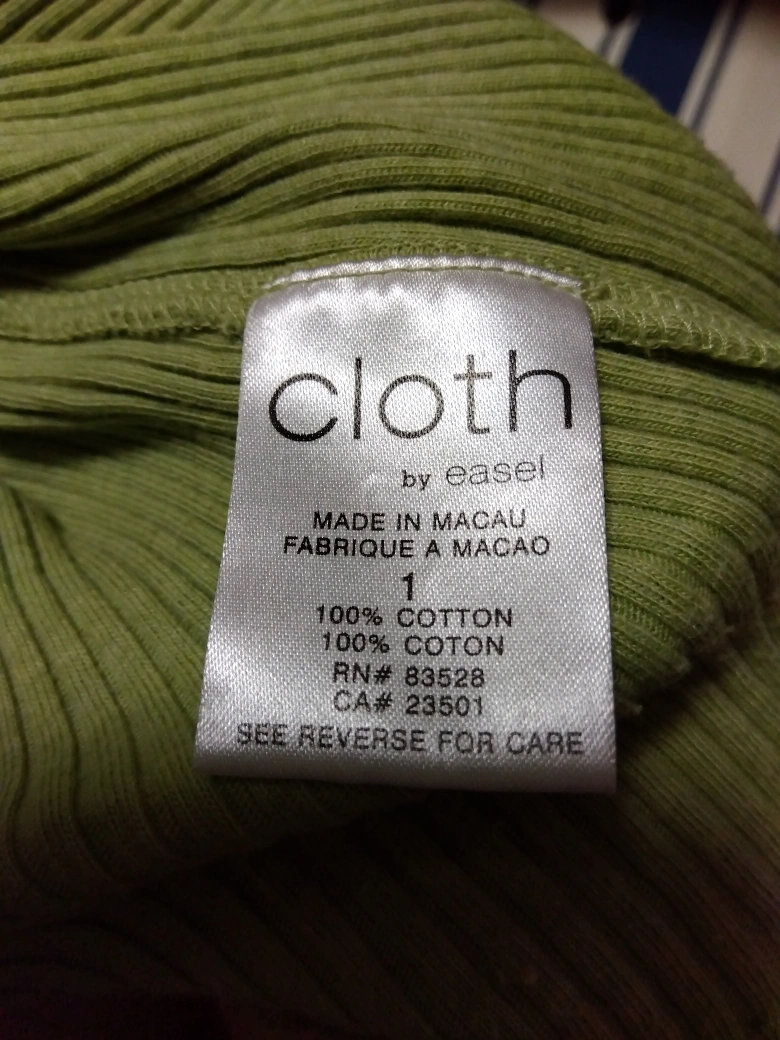 cloth
by easel
MADE IN MACAU
FABRIQUE A MACAO
1
100% COTTON
100% COTON
RN# 83528
CA# 23501
SEE REVERSE FOR CARE